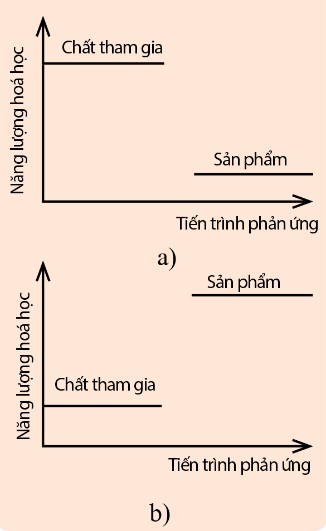 Năng lượng hoá học
Chất tham gia
Sản phẩm
Tiến trình phản ứng
a)
Năng lượng hoá học
Sản phẩm
Chất tham gia
Tiến trình phản ứng
b)